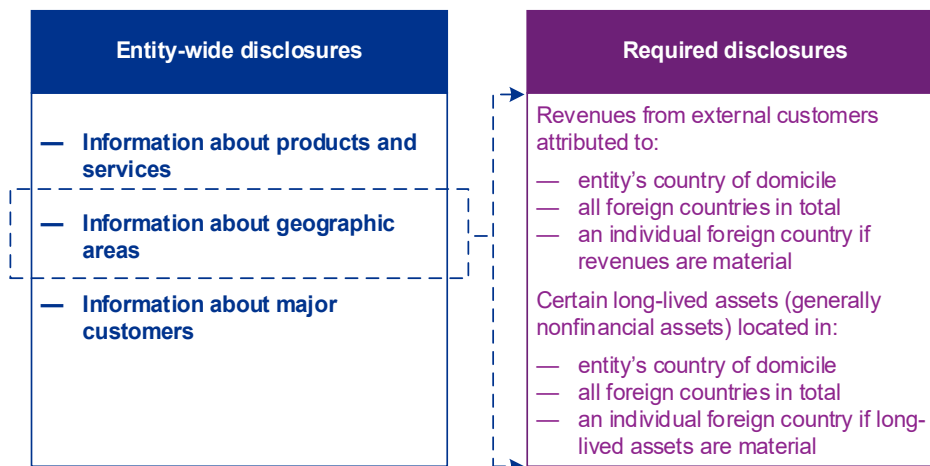 Entity-wide disclosures
— Information about products and
services
— Information about geographic
areas
— Information about major
customers
Required disclosures
Revenues from external customers
attributed to:
— entity's country of domicile
— all foreign countries in total
— an individual foreign country if
revenues are material
Certain long-lived assets (generally
nonfinancial assets) located in:
— entity's country of domicile
— all foreign countries in total
— an individual foreign country if long-
lived assets are material